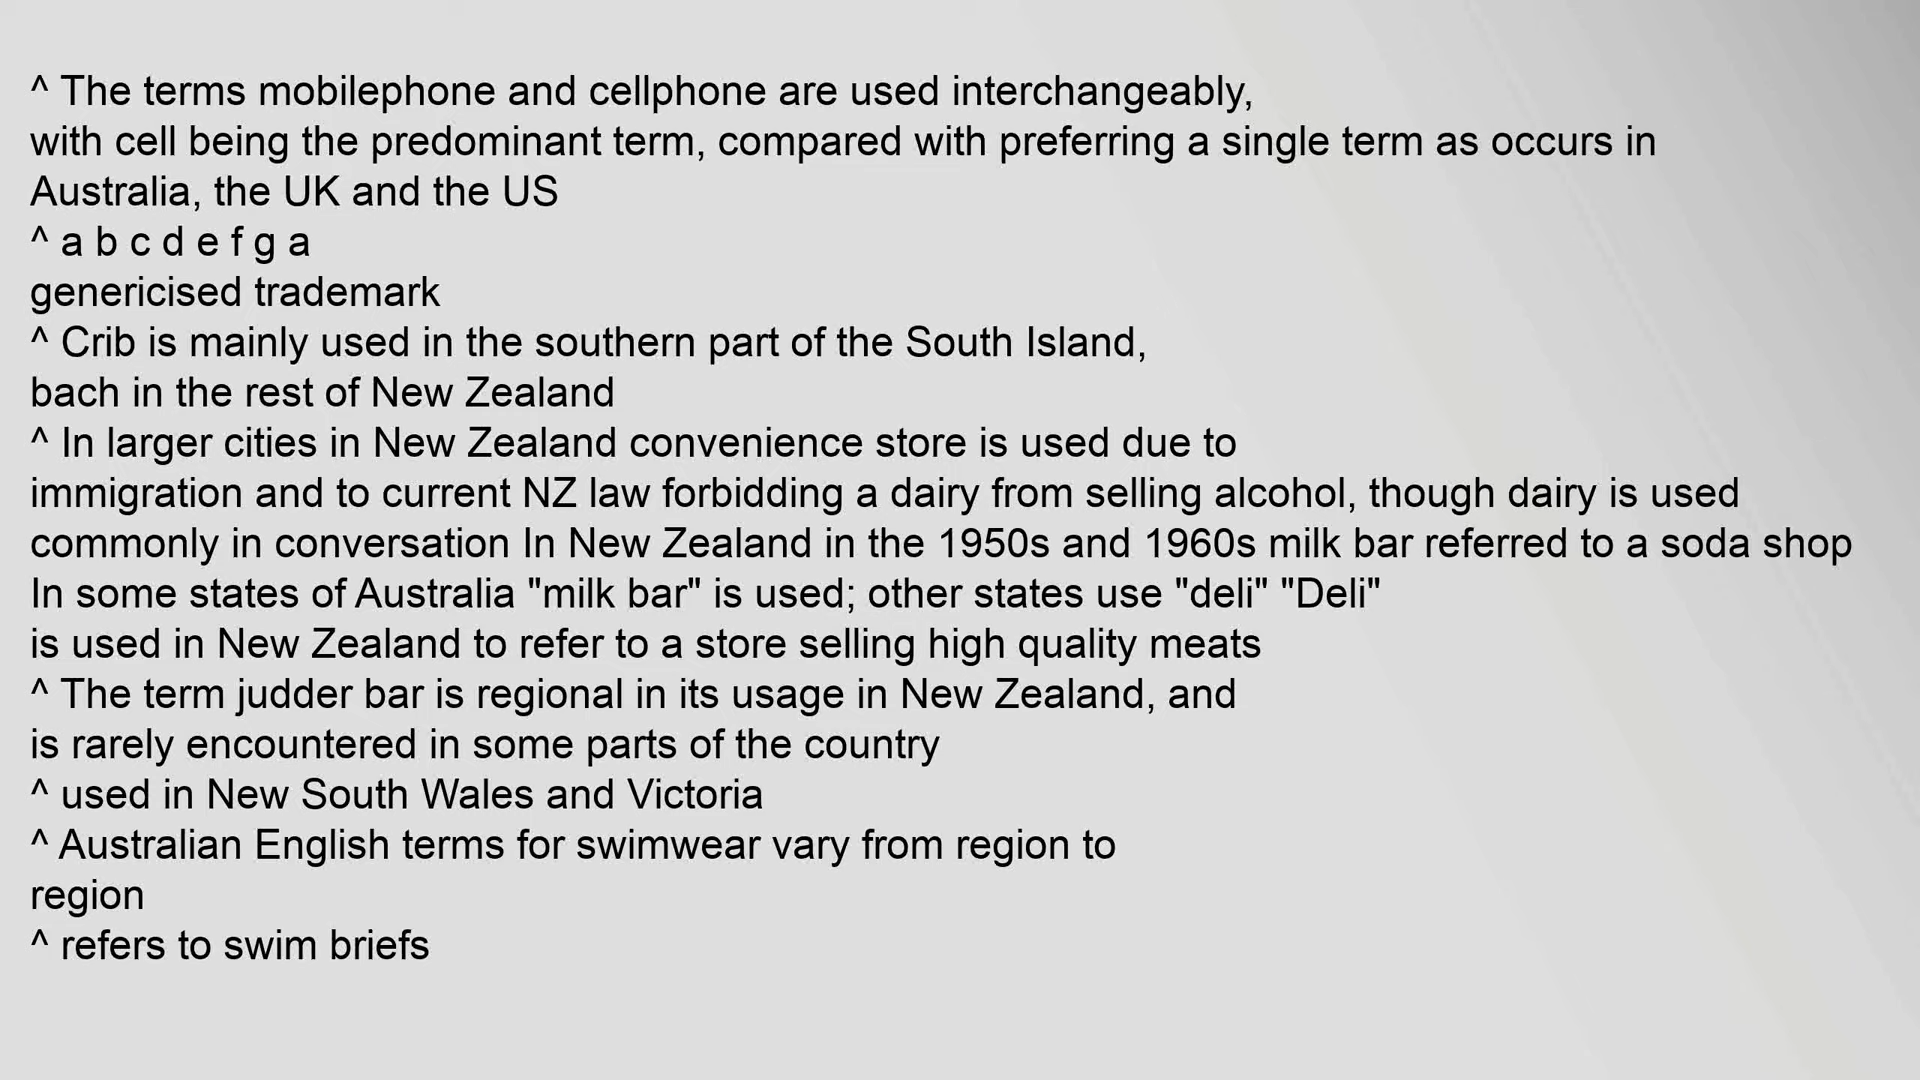 ^ The terms mobilephone and cellphone are used interchangeably,
with cell being the predominant term, compared with preferring a single term as occurs in
Australia, the UK and the US
^ a b c d e f g a
genericised trademark
^ Crib is mainly used in the southern part of the South Island,
bach in the rest of New Zealand
^ In larger cities in New Zealand convenience store is used due to
immigration and to current NZ law forbidding a dairy from selling alcohol, though dairy is used
commonly in conversation In New Zealand in the 1950s and 1960s milk bar referred to a soda shop
In some states of Australia "milk bar" is used; other states use "deli" "Deli"
is used in New Zealand to refer to a store selling high quality meats
^ The term judder bar is regional in its usage in New Zealand, and
is rarely encountered in some parts of the country
^ used in New South Wales and Victoria
^ Australian English terms for swimwear vary from region to
region
^ refers to swim briefs